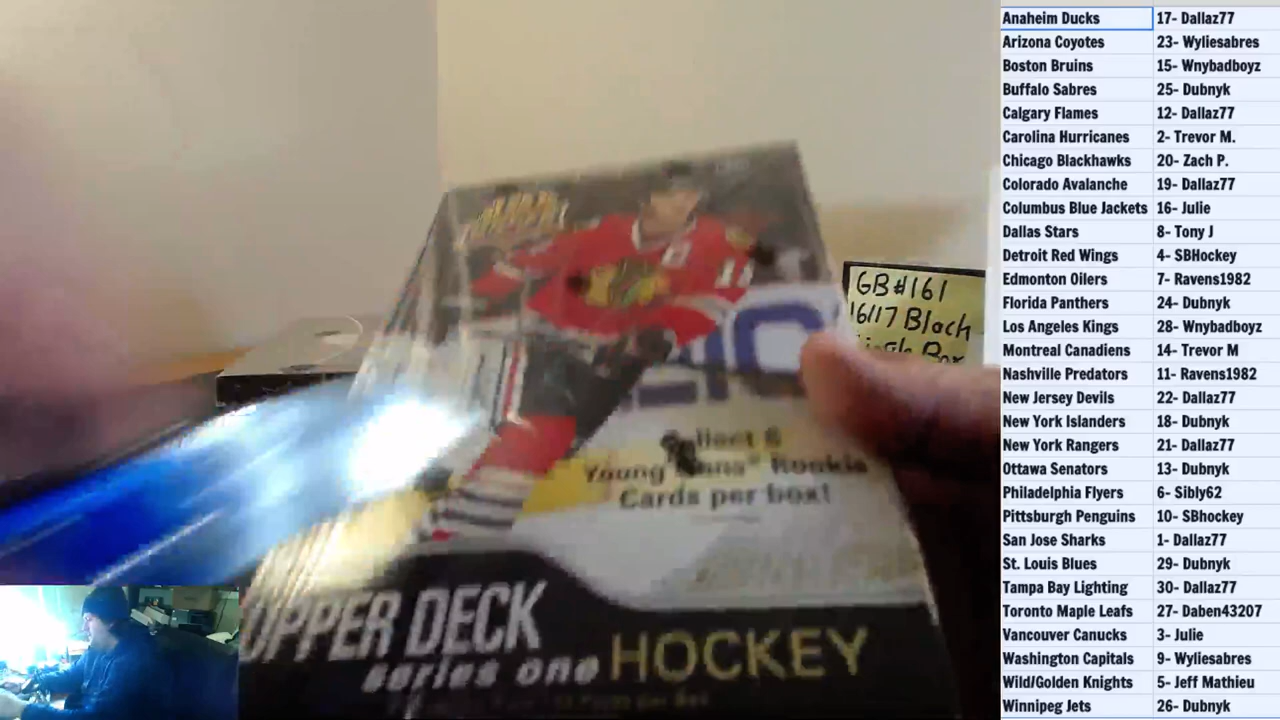 Anaheim Ducks 17- Dallaz77
Arizona Coyotes 23- Wyliesabres
Boston Bruins 15- Wnybadboyz
Buffalo Sabres 25- Dubnyk
Calgary Flames 12- Dallaz77
Carolina Hurricanes 2- Trevor M.
Chicago Blackhawks 20- Zach P.
Colorado Avalanche 19- Dallaz77
Columbus Blue Jackets 16- Julie
Dallas Stars 8- Tony J
Detroit Red Wings 4- SBHockey
Edmonton Oilers 7- Ravens1982
Florida Panthers 24- Dubnyk
Los Angeles Kings 28- Wnybadboyz
Montreal Canadiens 14- Trevor M
Nashville Predators 11- Ravens1982
New Jersey Devils 22- Dallaz77
New York Islanders 18- Dubnyk
New York Rangers 21- Dallaz77
Ottawa Senators 13- Dubnyk
Philadelphia Flyers 6- Sibly62
Pittsburgh Penguins 10- SBhockey
San Jose Sharks 1- Dallaz77
St. Louis Blues 29- Dubnyk
Tampa Bay Lighting 30- Dallaz77
Toronto Maple Leafs 27- Daben43207
Vancouver Canucks 3- Julie
Washington Capitals 9- Wyliesabres
Wild/Golden Knights 5- Jeff Mathieu
Winnipeg Jets 26- Dubnyk
GB#161
16/17 Black
Box
Collect 6
Young Guns Rookie
Cards per box!
UPPER DECK
series one HOCKEY